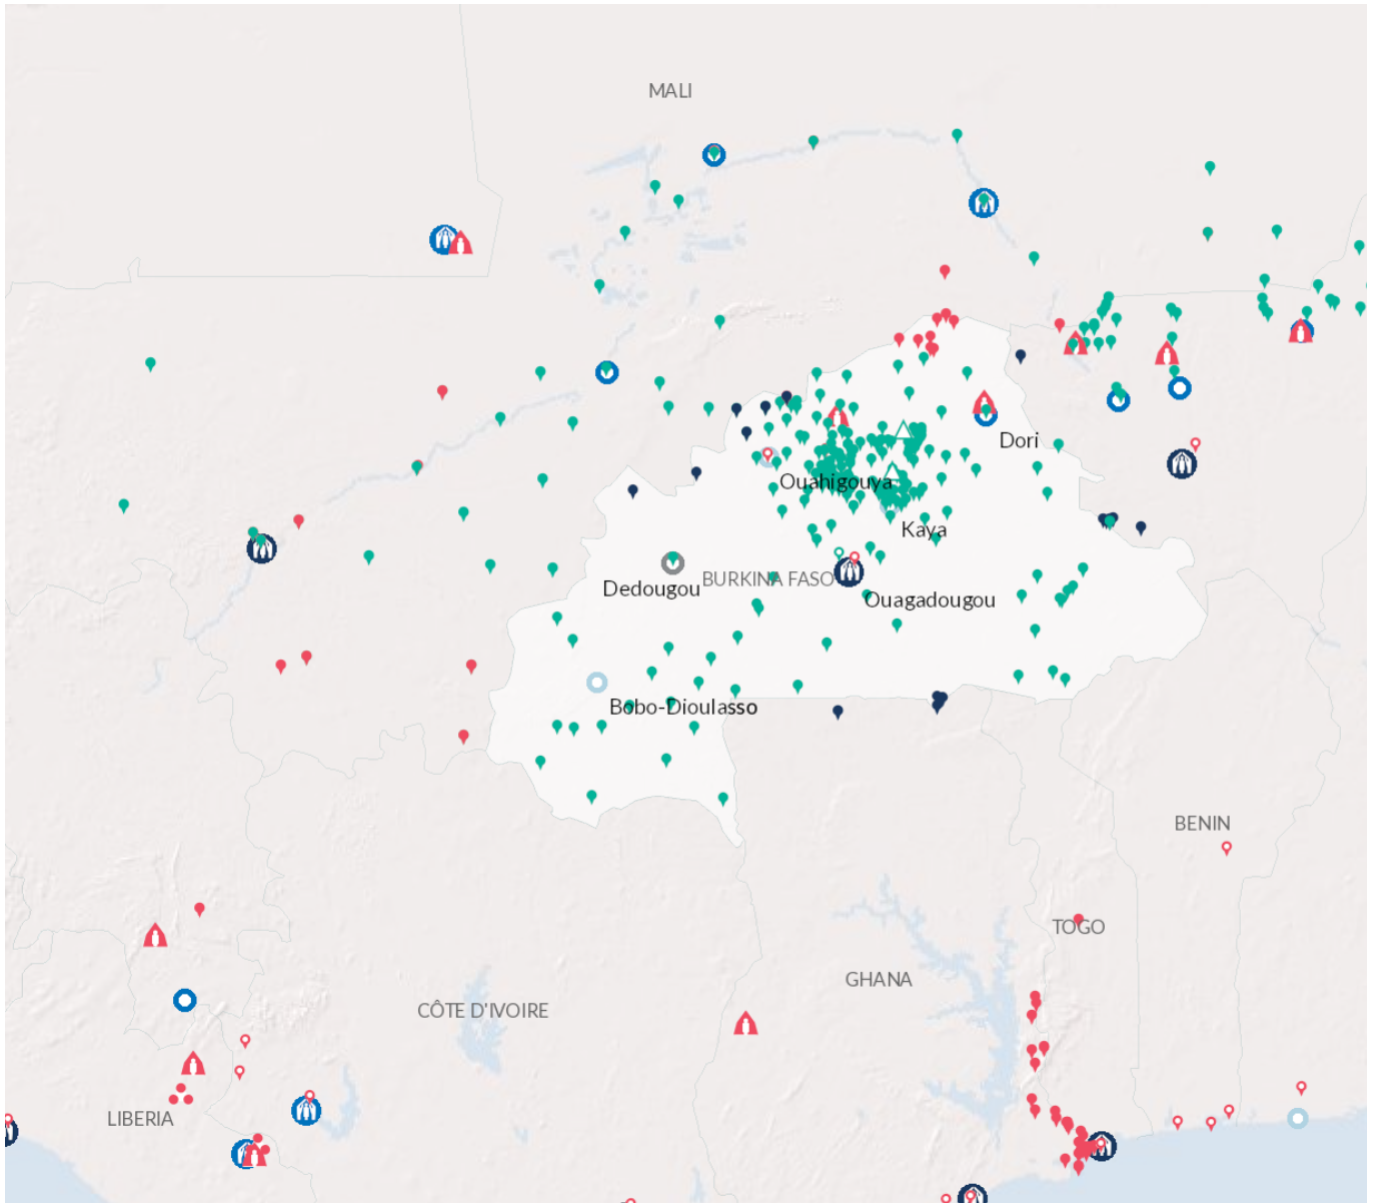 MALI
Dori
Ouahigouya
Kaya
Dedougou
BURKINA FASO
Ouagadougou
Bobo-Dioulasso
BENIN
TOGO
GHANA
CÔTE D'IVOIRE
LIBERIA